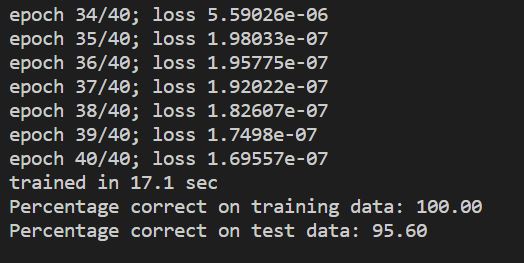 epoch 34/40; loss 5.59026e-06
epoch 35/40; loss 1.98033e-07
epoch 36/40; loss 1.95775e-07
epoch 37/40; loss 1.92022e-07
epoch 38/40; loss 1.82607e-07
epoch 39/40; loss 1.7498e-07
epoch 40/40; loss 1.69557e-07
trained in 17.1 sec
Percentage correct on training data: 100.00
Percentage correct on test data: 95.60